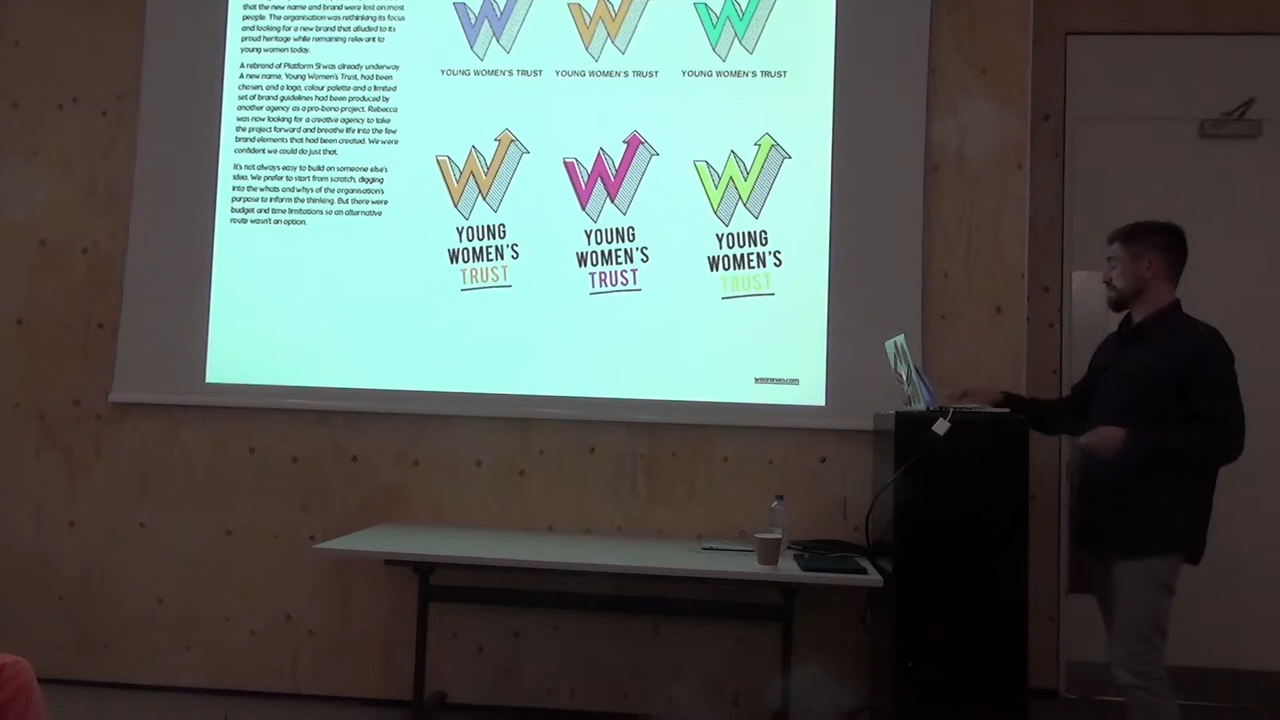 that the new name and brand were lost on most
people. The organisation was rethinking its focus
and looking for a new brand that alluded to its
proud heritage while remaining relevant to
young women today.
A rebrand of Platform 51 was already underway.
A new name, Young Women's Trust, had been
chosen, and a logo, colour palette and a limited
set of brand guidelines had been produced by
another agency as a pro-bono project. Rebecca
was now looking for a creative agency to take
the project forward and breathe life into the few
brand elements that had been created. We were
confident we could do just that.
It's not always easy to build on someone else's
idea. We prefer to start from scratch, digging
into the whats and whys of the organisation's
purpose to inform the thinking. But there were
budget and time limitations so an alternative
route wasn't an option.
W
W
W
YOUNG WOMEN'S TRUST
YOUNG WOMEN'S TRUST
YOUNG WOMEN'S TRUST
W
W
W
YOUNG
WOMEN'S
TRUST
YOUNG
WOMEN'S
TRUST
YOUNG
WOMEN'S
TRUST